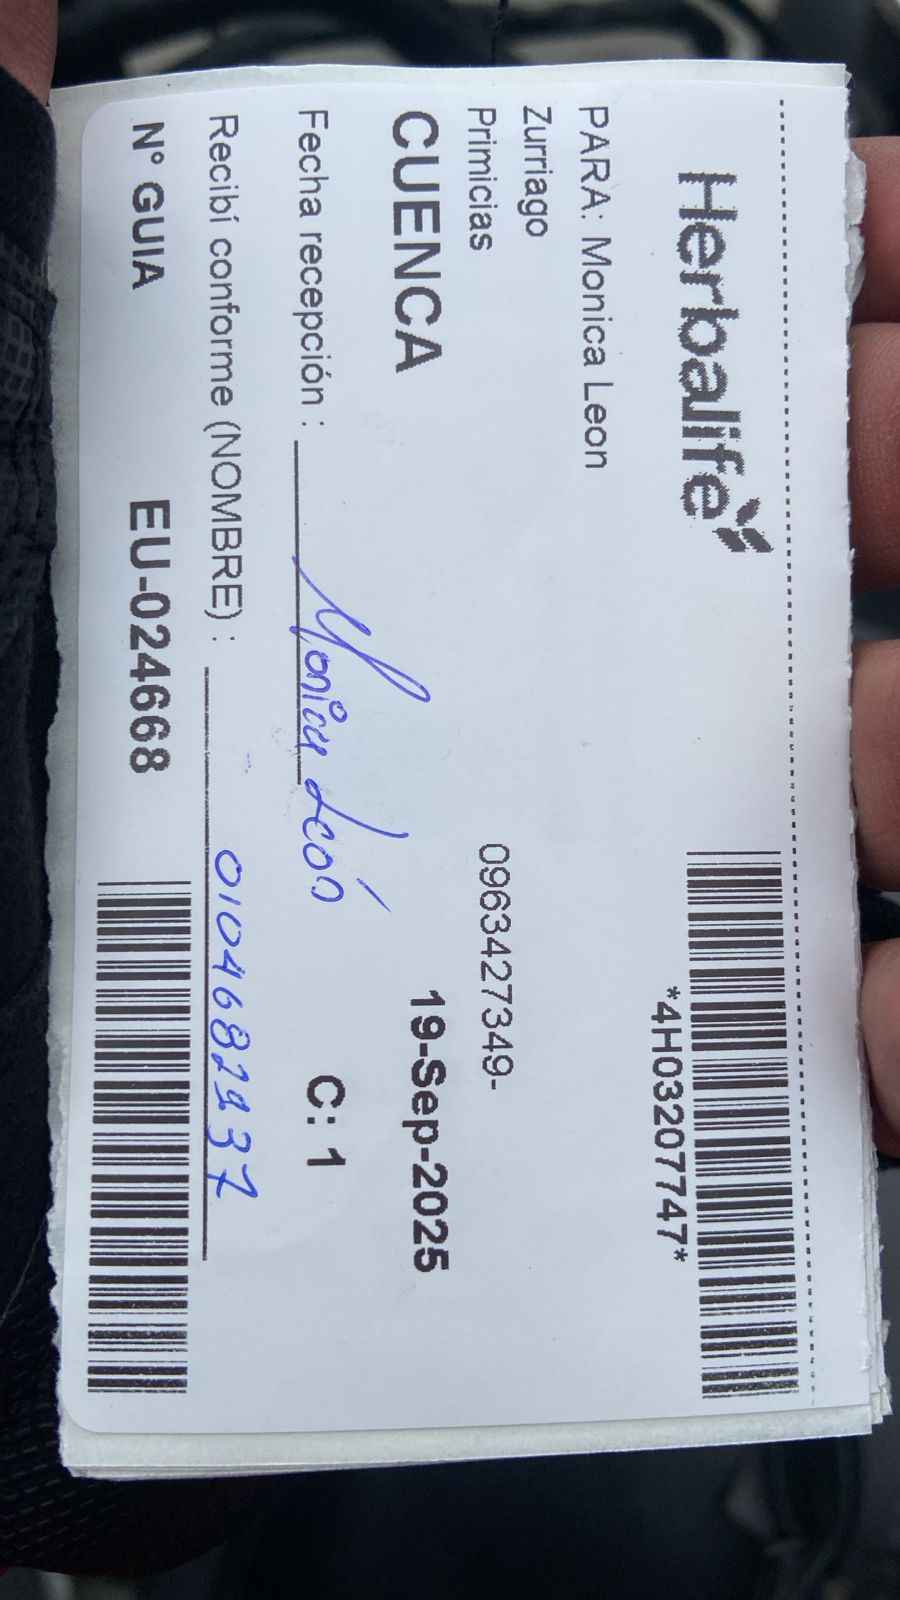 Herbalife
*4H03207747*
PARA: Monica Leon
Zurriago
Primicias
0963427349-
CUENCA
19-Sep-2025
Fecha recepción :
Monica León
C: 1
Recibí conforme (NOMBRE) :
0104682237
N° GUIA
EU-024668